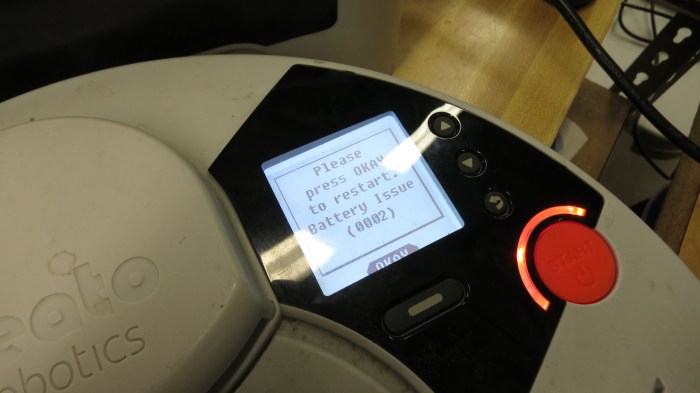 Please
press OKAY
to restart.
Battery Issue
(0002)
OKAY
START
eato
obotics